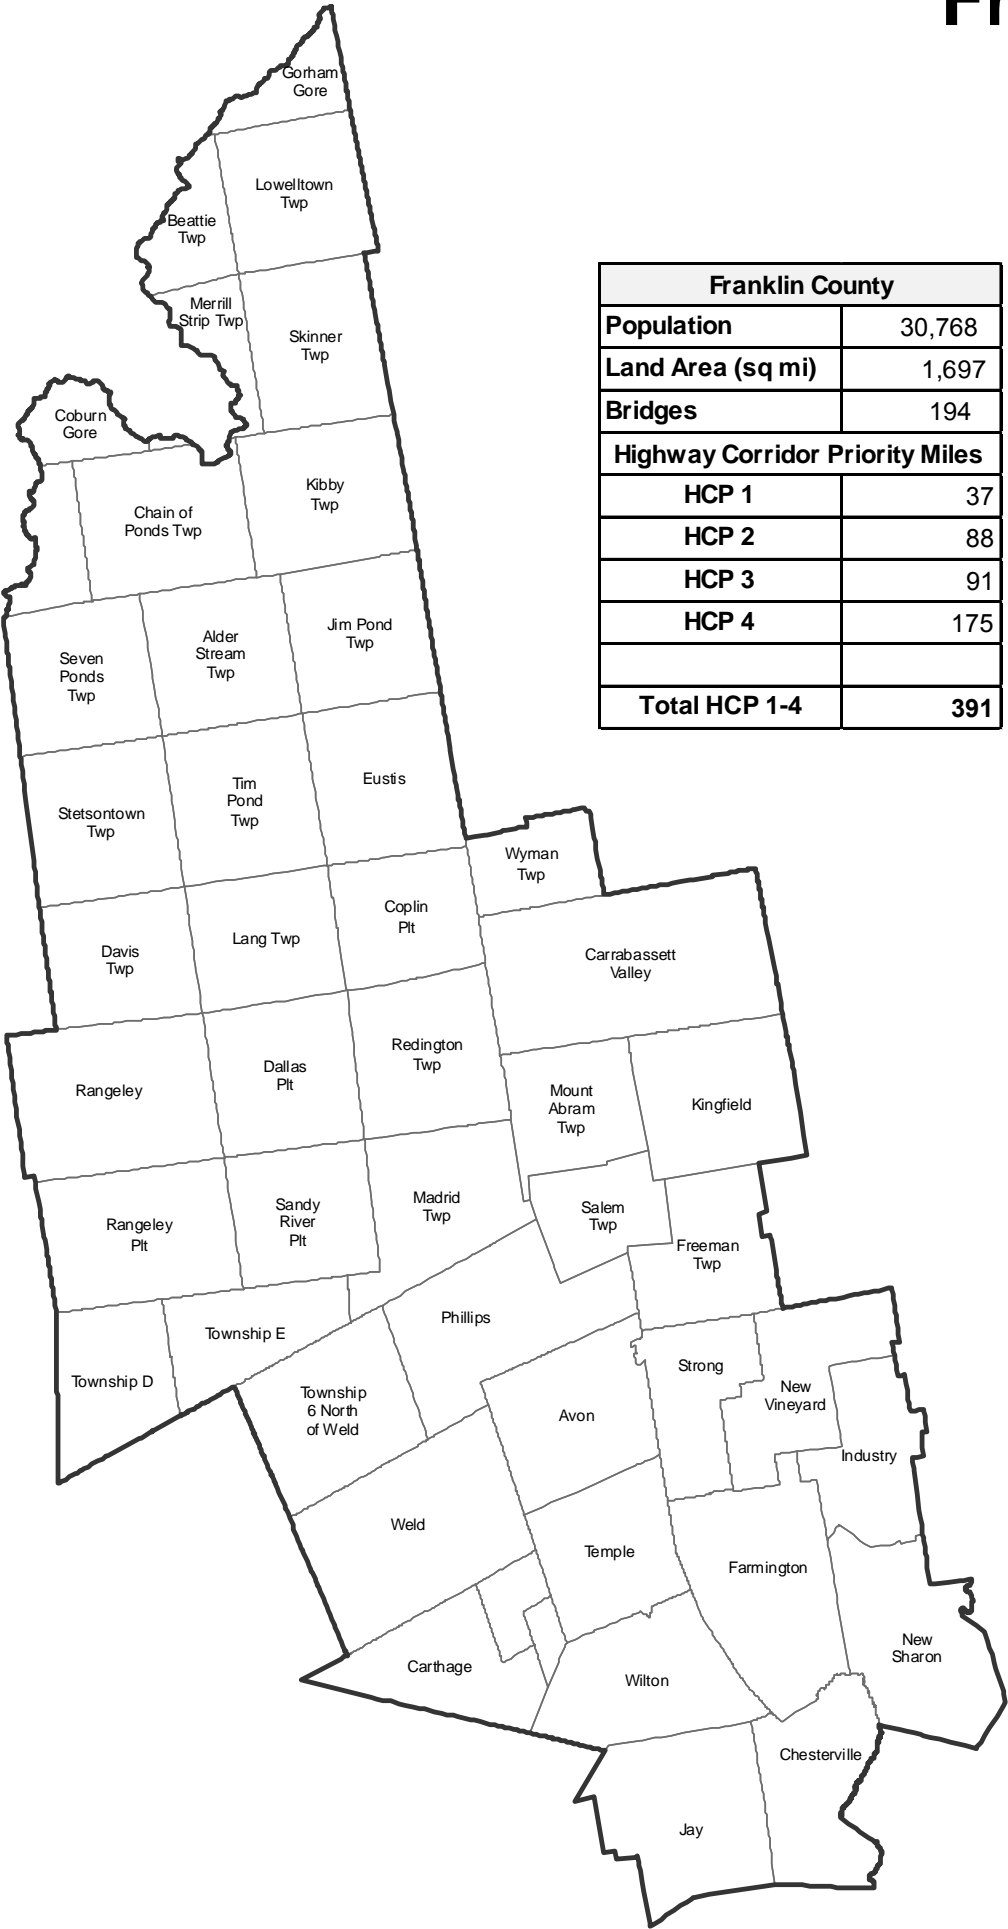 Fr
Gorham
Gore
Lowelltown
Twp
Beattie
Twp
Merrill
Strip Twp
Skinner
Twp
Coburn
Gore
Kibby
Twp
Chain of
Ponds Twp
Jim Pond
Twp
Alder
Stream
Twp
Seven
Ponds
Twp
Eustis
Tim
Pond
Twp
Stetsontown
Twp
Wyman
Twp
Coplin
Plt
Lang Twp
Davis
Twp
Carrabassett
Valley
Redington
Twp
Dallas
Plt
Rangeley
Mount
Abram
Twp
Kingfield
Madrid
Twp
Sandy
River
Plt
Rangeley
Plt
Salem
Twp
Freeman
Twp
Phillips
Township E
Township D
Strong
New
Vineyard
Township
6 North
of Weld
Avon
Industry
Weld
Temple
Farmington
New
Sharon
Carthage
Wilton
Chesterville
Jay
Franklin County
Population 30,768
Land Area (sq mi) 1,697
Bridges 194
Highway Corridor Priority Miles
HCP 1 37
HCP 2 88
HCP 3 91
HCP 4 175
Total HCP 1-4 391